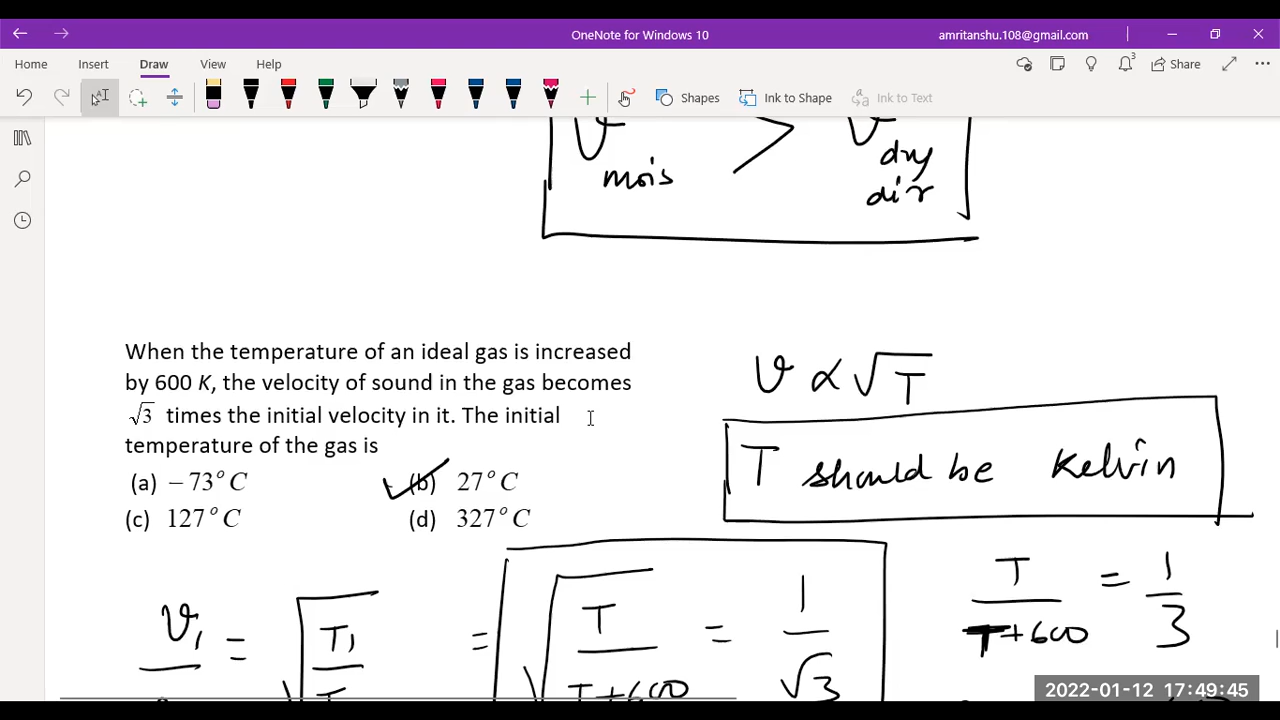 OneNote for Windows 10
amritanshu.108@gmail.com
Home Insert Draw View Help
Share
Shapes
Ink to Shape
Ink to Text
v mois > v dry
dir
When the temperature of an ideal gas is increased
by 600 K, the velocity of sound in the gas becomes
√3 times the initial velocity in it. The initial
temperature of the gas is
(a) – 73°C (b) 27°C
(c) 127°C (d) 327°C
v ∝ √T
T should be Kelvin
v₁ = √T₁ = √T/T+600 = 1/√3
T/T+600 = 1/3
2022-01-12 17:49:45